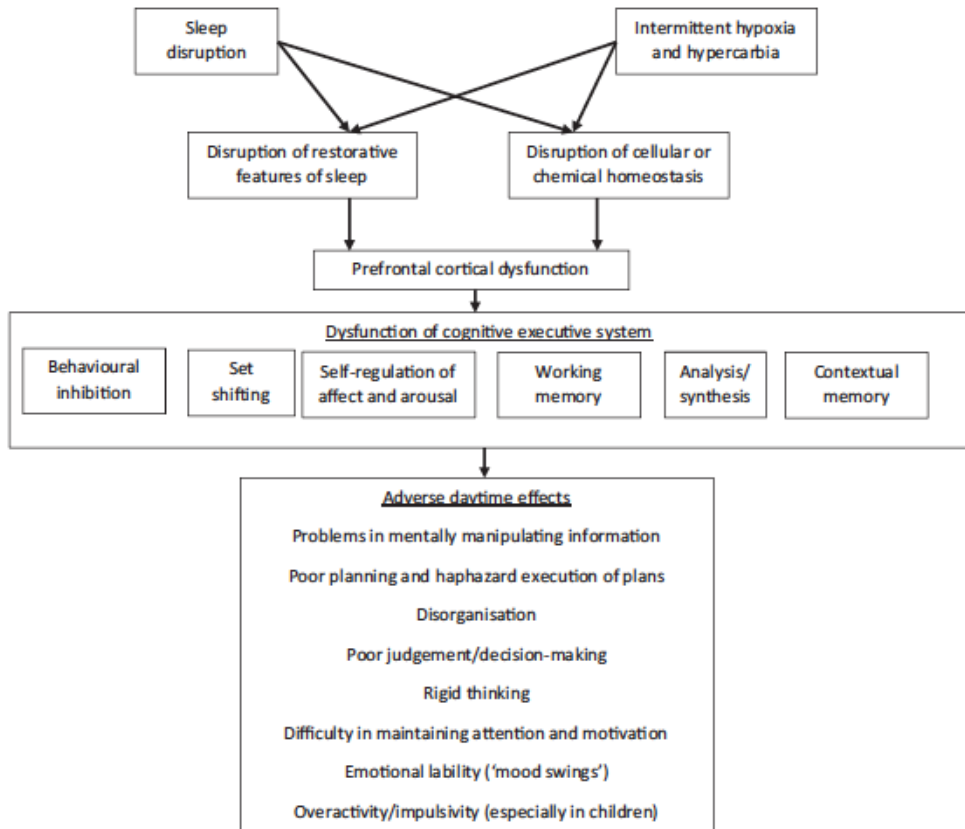 Sleep
disruption
Intermittent hypoxia
and hypercarbia
Disruption of restorative
features of sleep
Disruption of cellular or
chemical homeostasis
Prefrontal cortical dysfunction
Dysfunction of cognitive executive system
Behavioural
inhibition
Set
shifting
Self-regulation of
affect and arousal
Working
memory
Analysis/
synthesis
Contextual
memory
Adverse daytime effects
Problems in mentally manipulating information
Poor planning and haphazard execution of plans
Disorganisation
Poor judgement/decision-making
Rigid thinking
Difficulty in maintaining attention and motivation
Emotional lability (‘mood swings’)
Overactivity/impulsivity (especially in children)